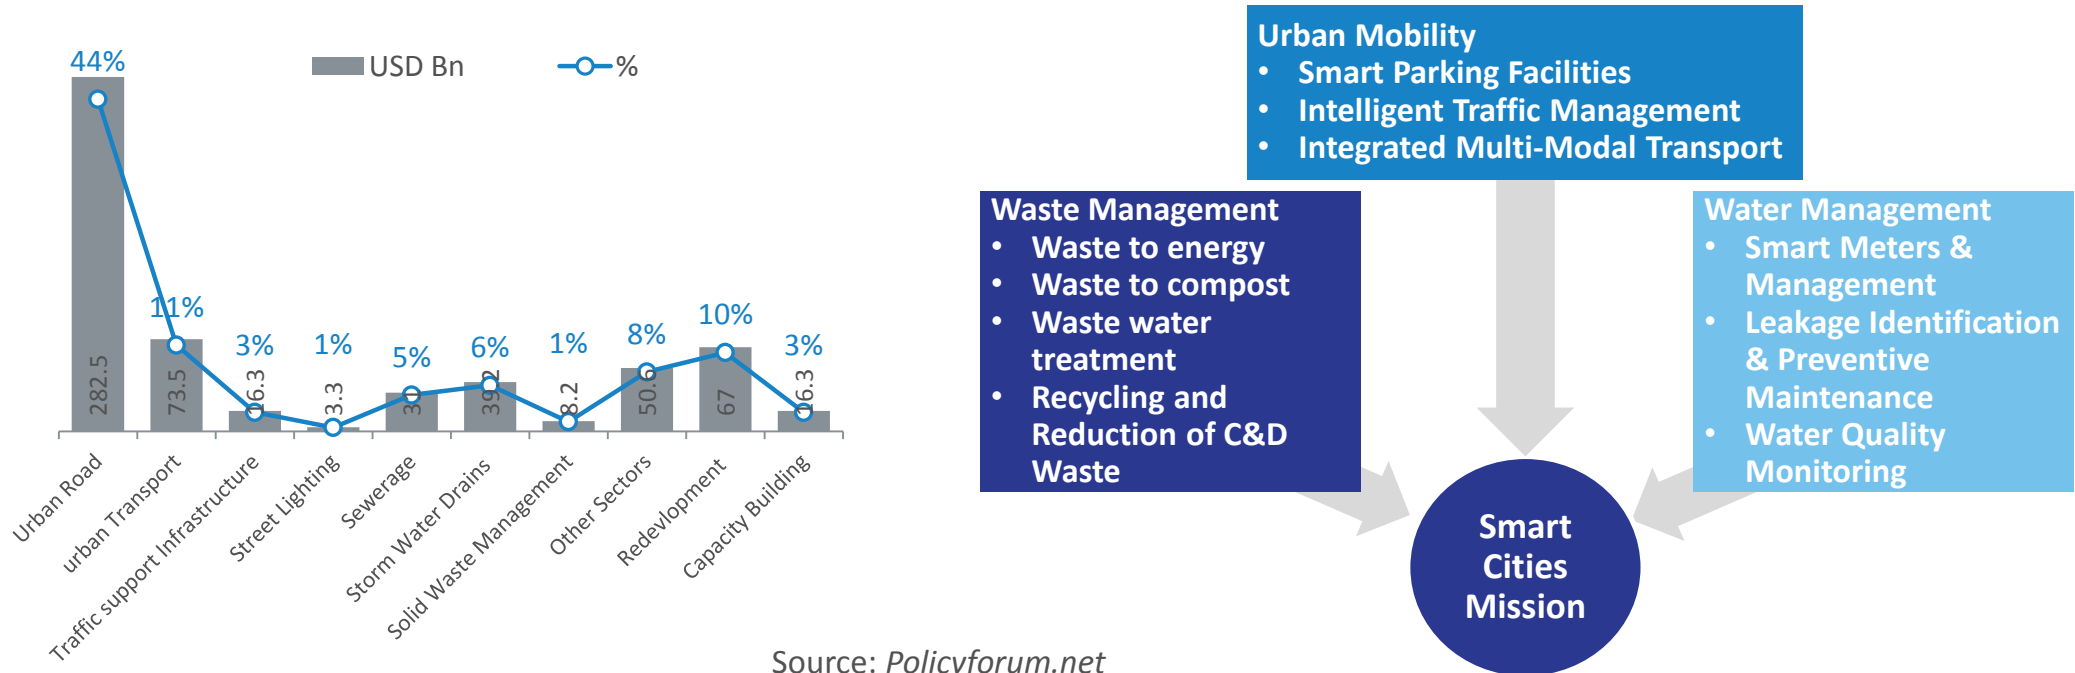 USD Bn
%
44%
11%
3%
1%
5%
6%
1%
8%
10%
3%
282.5
73.5
16.3
3.3
31
39.2
8.2
50.6
67
16.3
Urban Road
urban Transport
Traffic support Infrastructure
Street Lighting
Sewerage
Storm Water Drains
Solid Waste Management
Other Sectors
Redevlopment
Capacity Building
Source: Policyforum.net
Urban Mobility
• Smart Parking Facilities
• Intelligent Traffic Management
• Integrated Multi-Modal Transport
Waste Management
• Waste to energy
• Waste to compost
• Waste water
treatment
• Recycling and
Reduction of C&D
Waste
Water Management
• Smart Meters &
Management
• Leakage Identification
& Preventive
Maintenance
• Water Quality
Monitoring
Smart
Cities
Mission